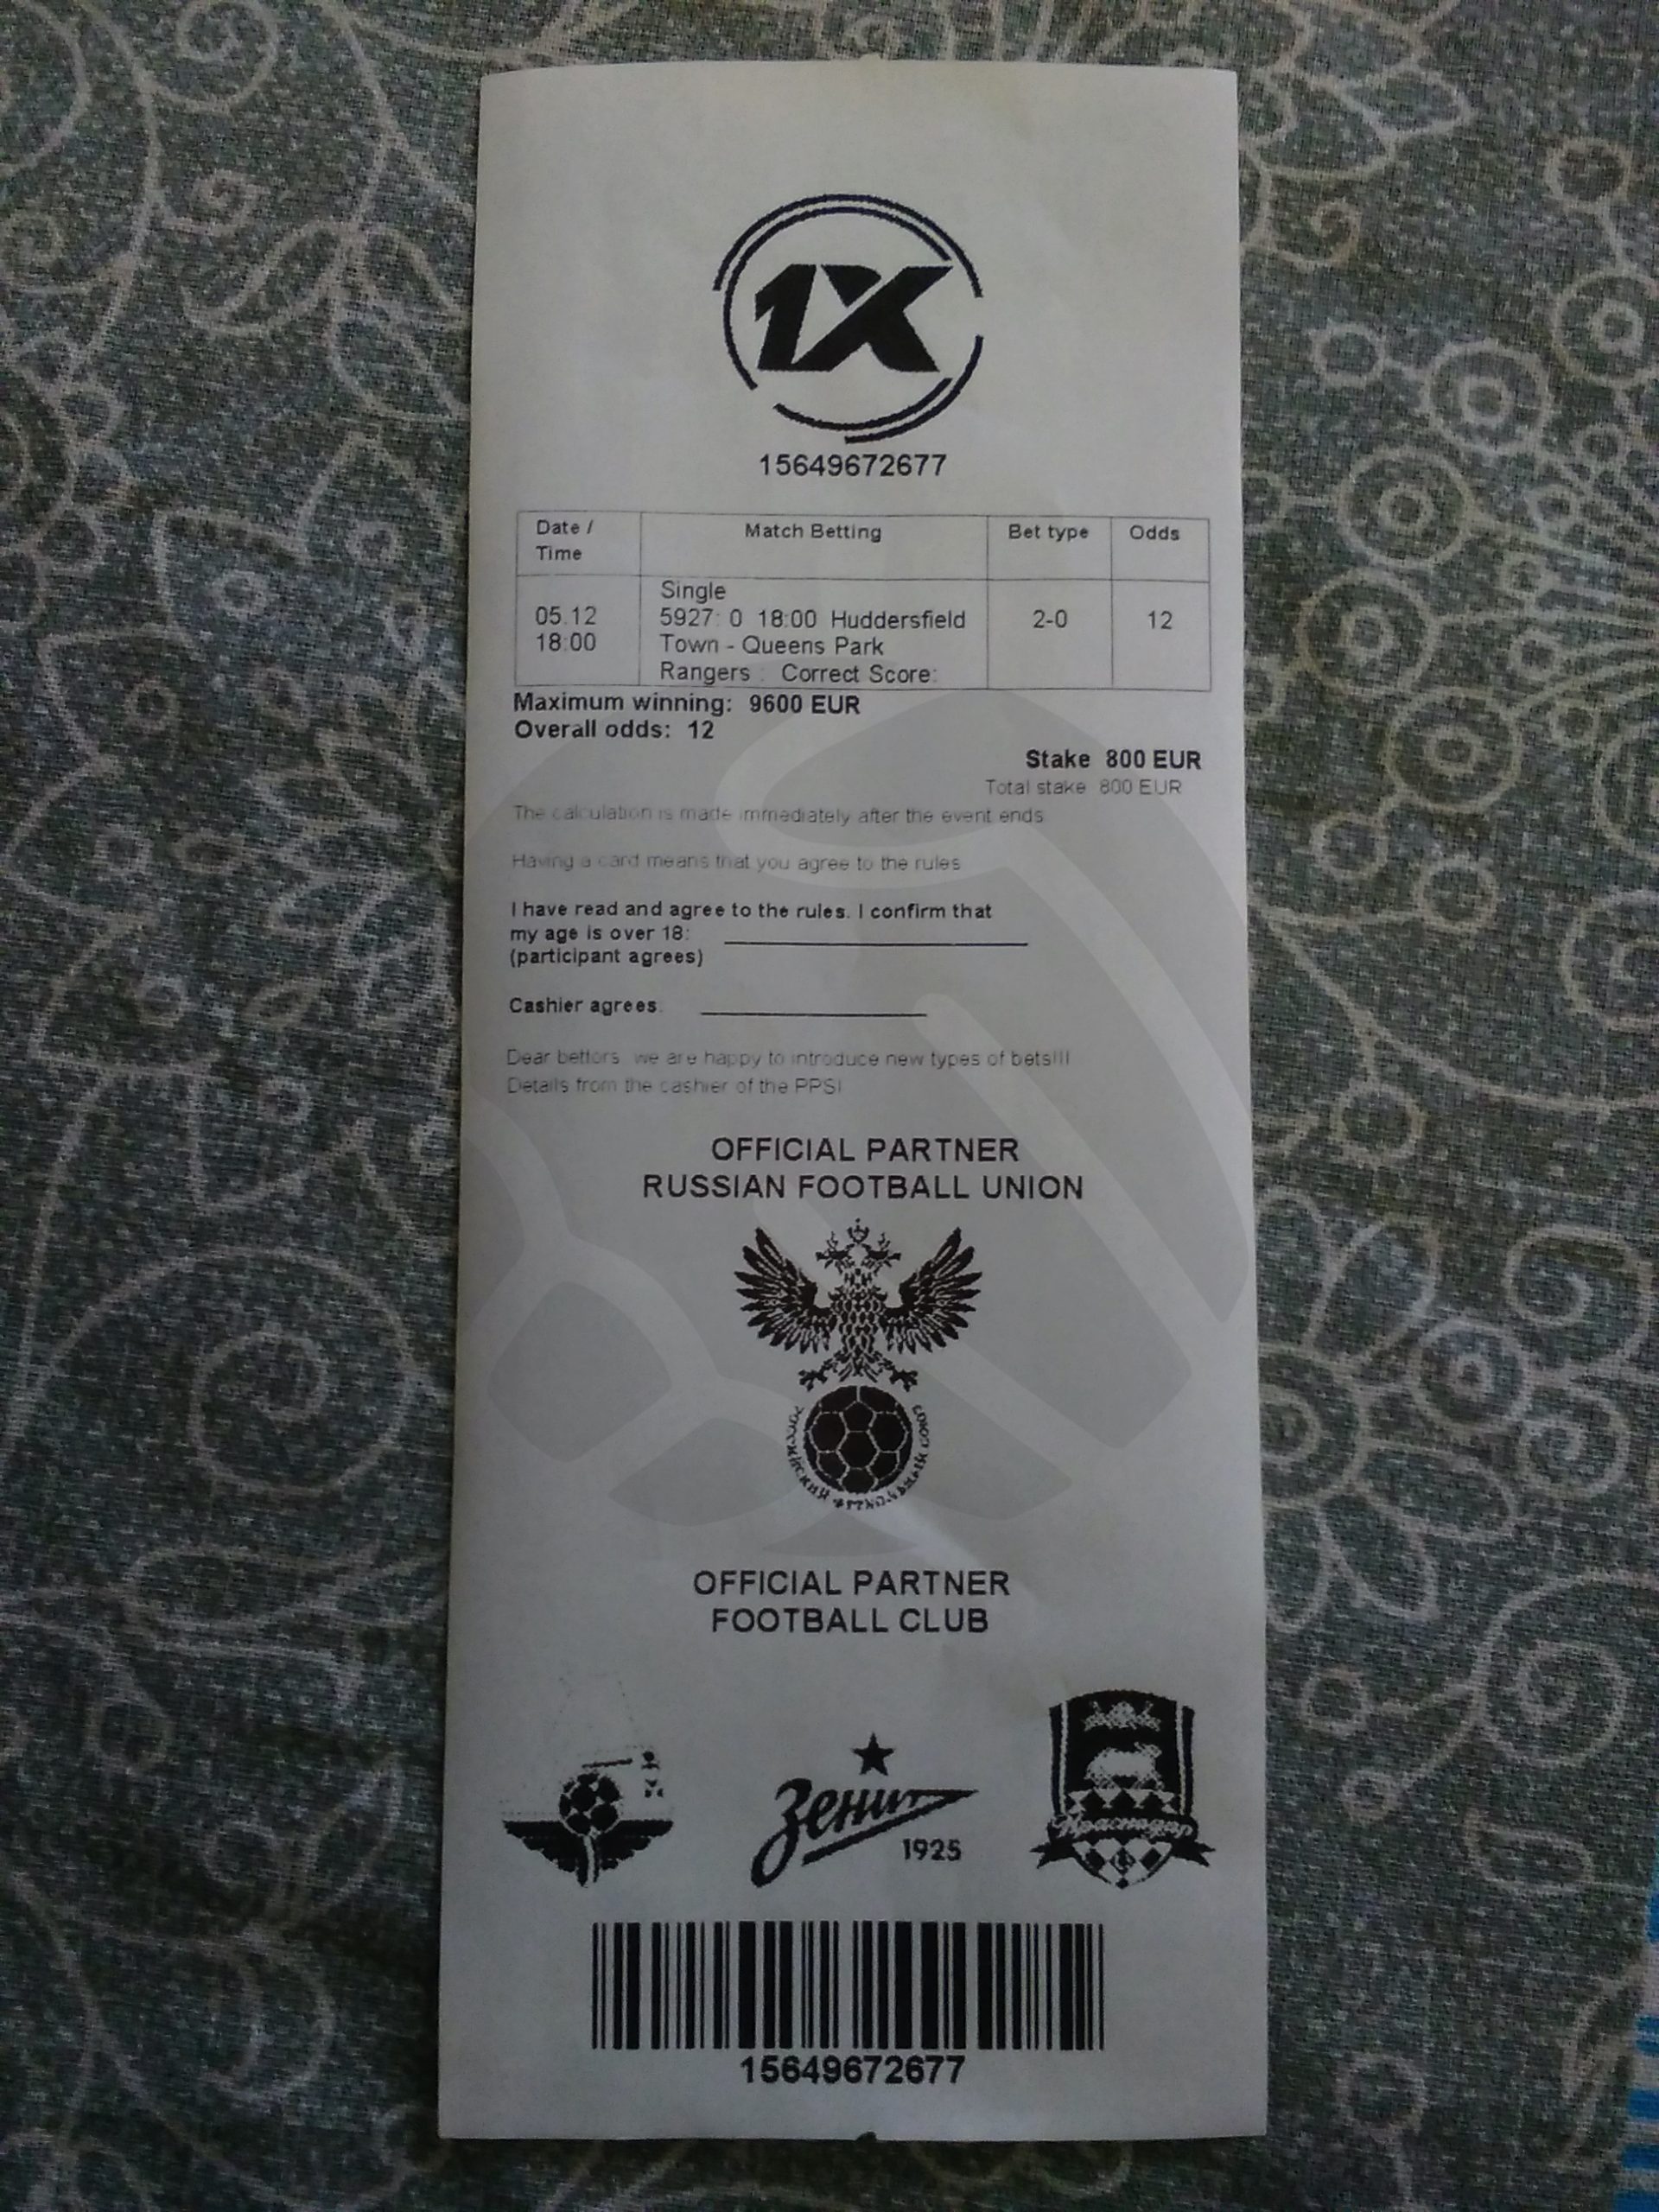 1X
15649672677
Date / Time
Match Betting
Bet type
Odds
05.12
18:00
Single
5927: 0 18:00 Huddersfield
Town - Queens Park
Rangers : Correct Score:
2-0
12
Maximum winning: 9600 EUR
Overall odds: 12
Stake 800 EUR
Total stake 800 EUR
The calculation is made immediately after the event ends
Having a card means that you agree to the rules
I have read and agree to the rules. I confirm that
my age is over 18:
(participant agrees)
Cashier agrees:
Dear bettors we are happy to introduce new types of bets!!!
Details from the cashier of the PPS!
OFFICIAL PARTNER
RUSSIAN FOOTBALL UNION
OFFICIAL PARTNER
FOOTBALL CLUB
Зенит
1925
Краснодар
15649672677